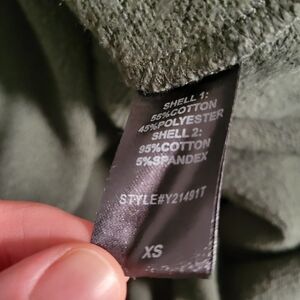 SHELL 1:
55%COTTON
45%POLYESTER
SHELL 2:
95%COTTON
5%SPANDEX
STYLE#Y21491T
XS